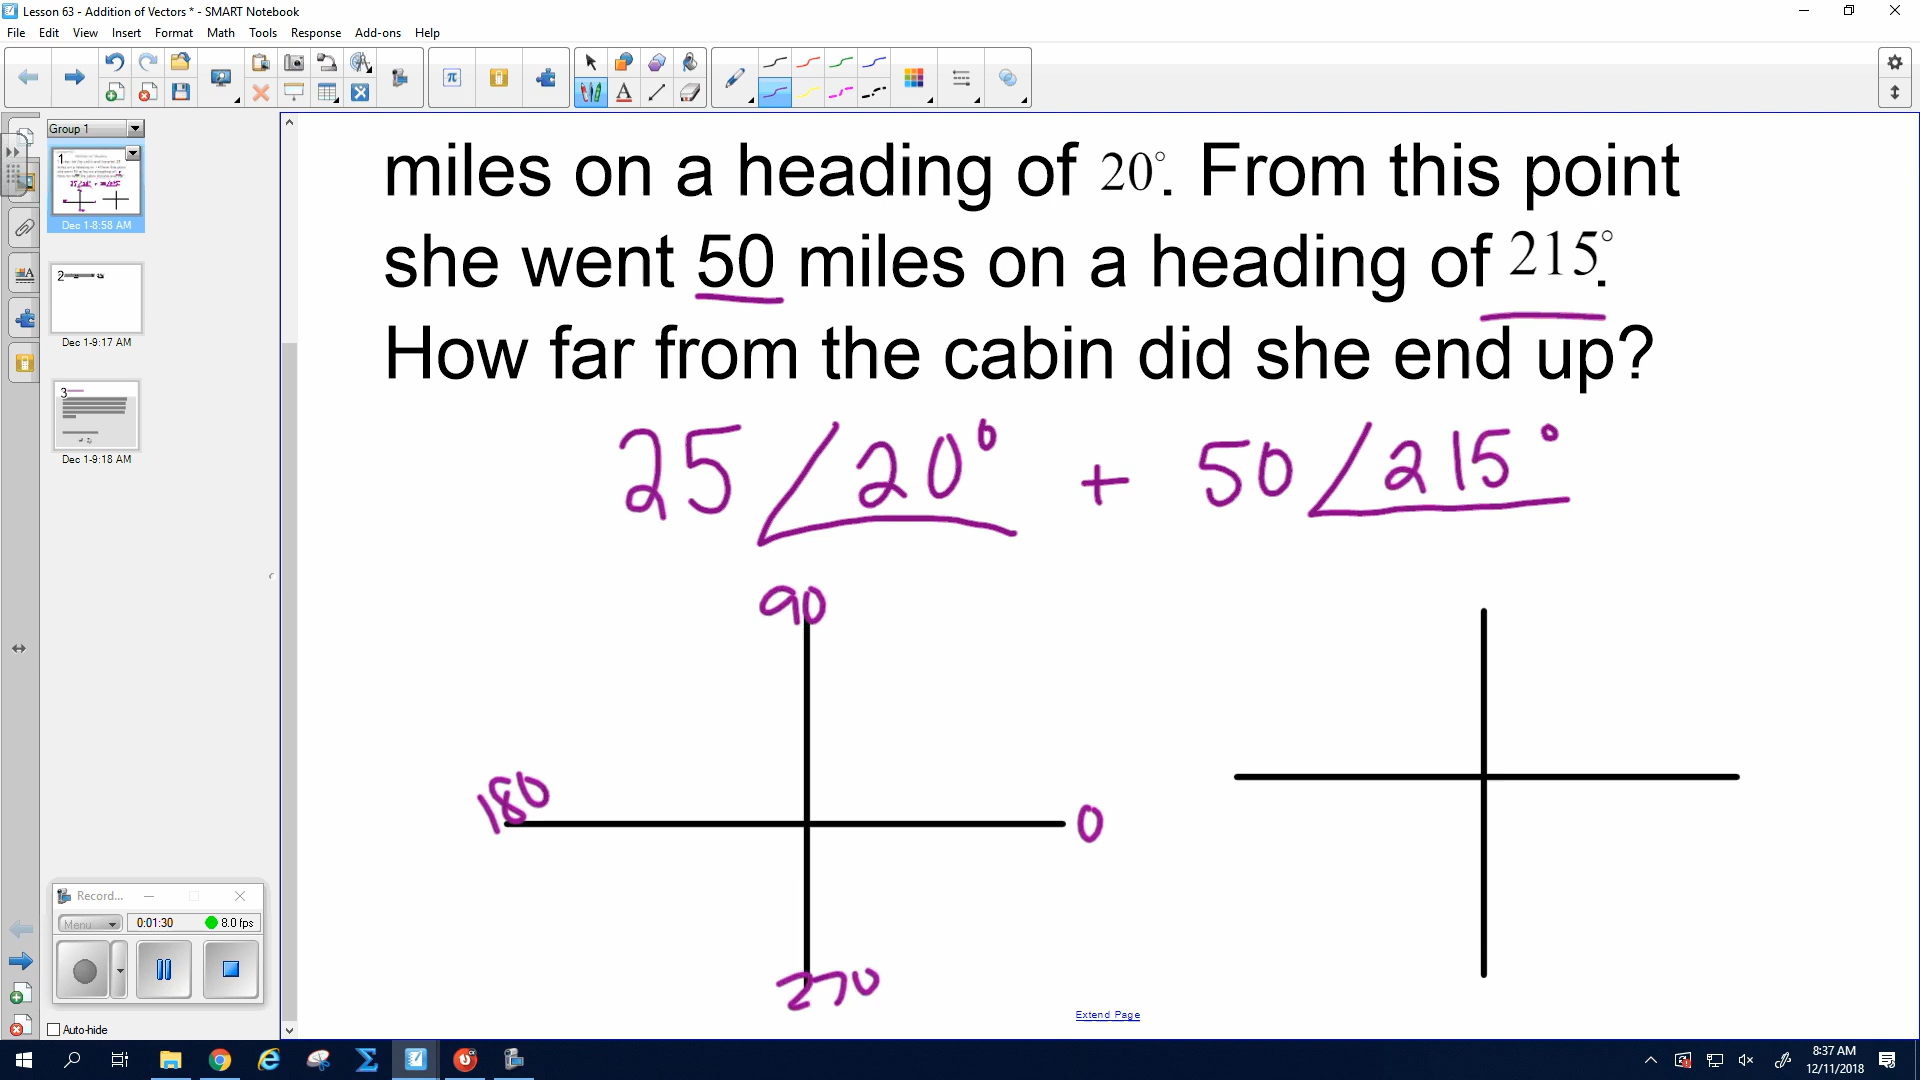 Lesson 63 - Addition of Vectors * - SMART Notebook
File Edit View Insert Format Math Tools Response Add-ons Help
Group 1
1
Dec 1-8:58 AM
2
Dec 1-9:17 AM
3
Dec 1-9:18 AM
miles on a heading of 20°. From this point
she went 50 miles on a heading of 215°.
How far from the cabin did she end up?
25 /20° + 50 /215°
90
180
0
270
Extend Page
Record...
Menu 0:01:30 8.0 fps
Auto-hide
8:37 AM
12/11/2018